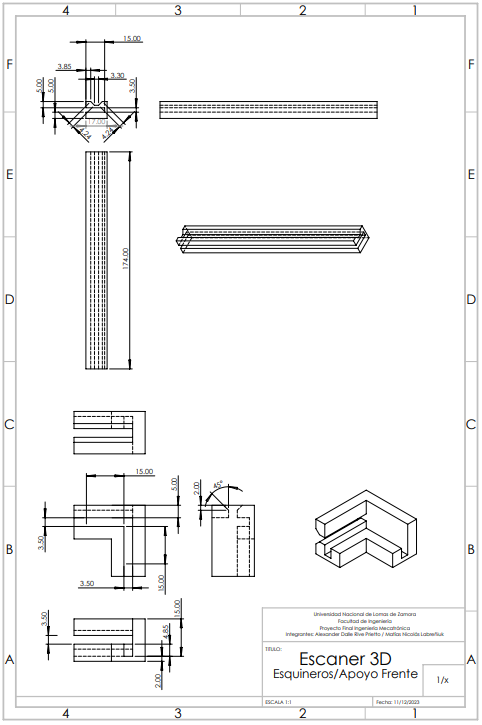 4 3 2 1
15.00
3.85
3.30
F F
5.00 5.00 3.50
17.00
4.24 4.24
E E
174.00
D D
C C
15.00
5.00 2.00 45°
3.50
B B
3.50 15.00
3.50 15.00
4.85
2.00
Universidad Nacional de Lomas de Zamora
Facultad de Ingeniería
Proyecto Final Ingeniería Mecatrónica
Integrantes: Alexander Dalle Rive Prietto / Matías Nicolás Labreñiuk
TITULO:
A A
Escaner 3D
Esquineros/Apoyo Frente
1/x
ESCALA 1:1 Fecha: 11/12/2023
4 3 2 1